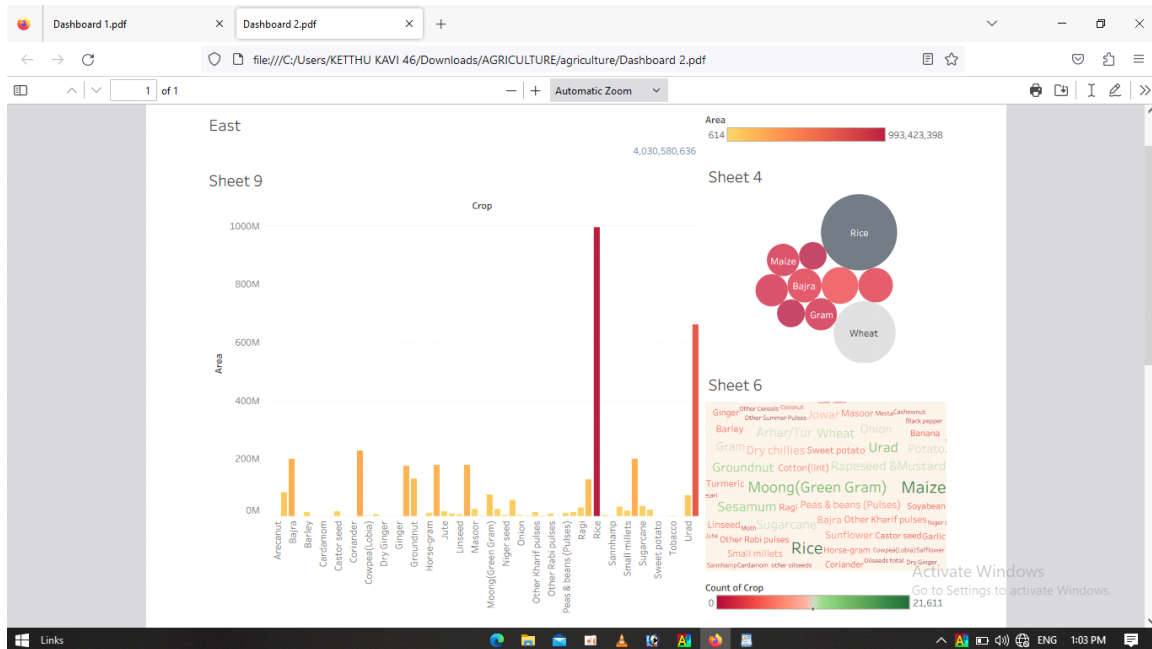 Dashboard 1.pdf
Dashboard 2.pdf
file:///C:/Users/KETTHU KAVI 46/Downloads/AGRICULTURE/agriculture/Dashboard 2.pdf
1 of 1
Automatic Zoom
East
4,030,580,636
Area
614
993,423,398
Sheet 9
Crop
1000M
800M
600M
400M
200M
0M
Area
Arecanut
Bajra
Barley
Cardamom
Castor seed
Coriander
Cowpea(Lobia)
Dry Ginger
Ginger
Groundnut
Horse-gram
Jute
Linseed
Masoor
Moong(Green Gram)
Niger seed
Onion
Other Kharif pulses
Other Rabi pulses
Peas & beans (Pulses)
Ragi
Rice
Sannhamp
Small millets
Sugarcane
Sweet potato
Tobacco
Urad
Sheet 4
Rice
Maize
Bajra
Gram
Wheat
Sheet 6
Ginger Other Cereals Coconut Jowar Masoor Mesta Cashewnut
Other Summer Pulses
Black pepper
Barley Arhar/Tur Wheat Onion Banana
Gram Dry chillies Sweet potato Urad Potato
Groundnut Cotton(lint) Rapeseed &Mustard
Turmeric Moong(Green Gram) Maize
Sesamum Ragi Peas & beans (Pulses) Soyabean
Linseed Moth Sugarcane Bajra Other Kharif pulses Niger
Jute Other Rabi pulses Sunflower Castor seed Garlic
Small millets Rice Horse-gram Cowpea(Lobia) Safflower
Sannhamp Cardamom other oilseeds Coriander Oilseeds total Dry Ginger
Count of Crop
0
21,611
Activate Windows
Go to Settings to activate Windows.
Links
ENG
1:03 PM